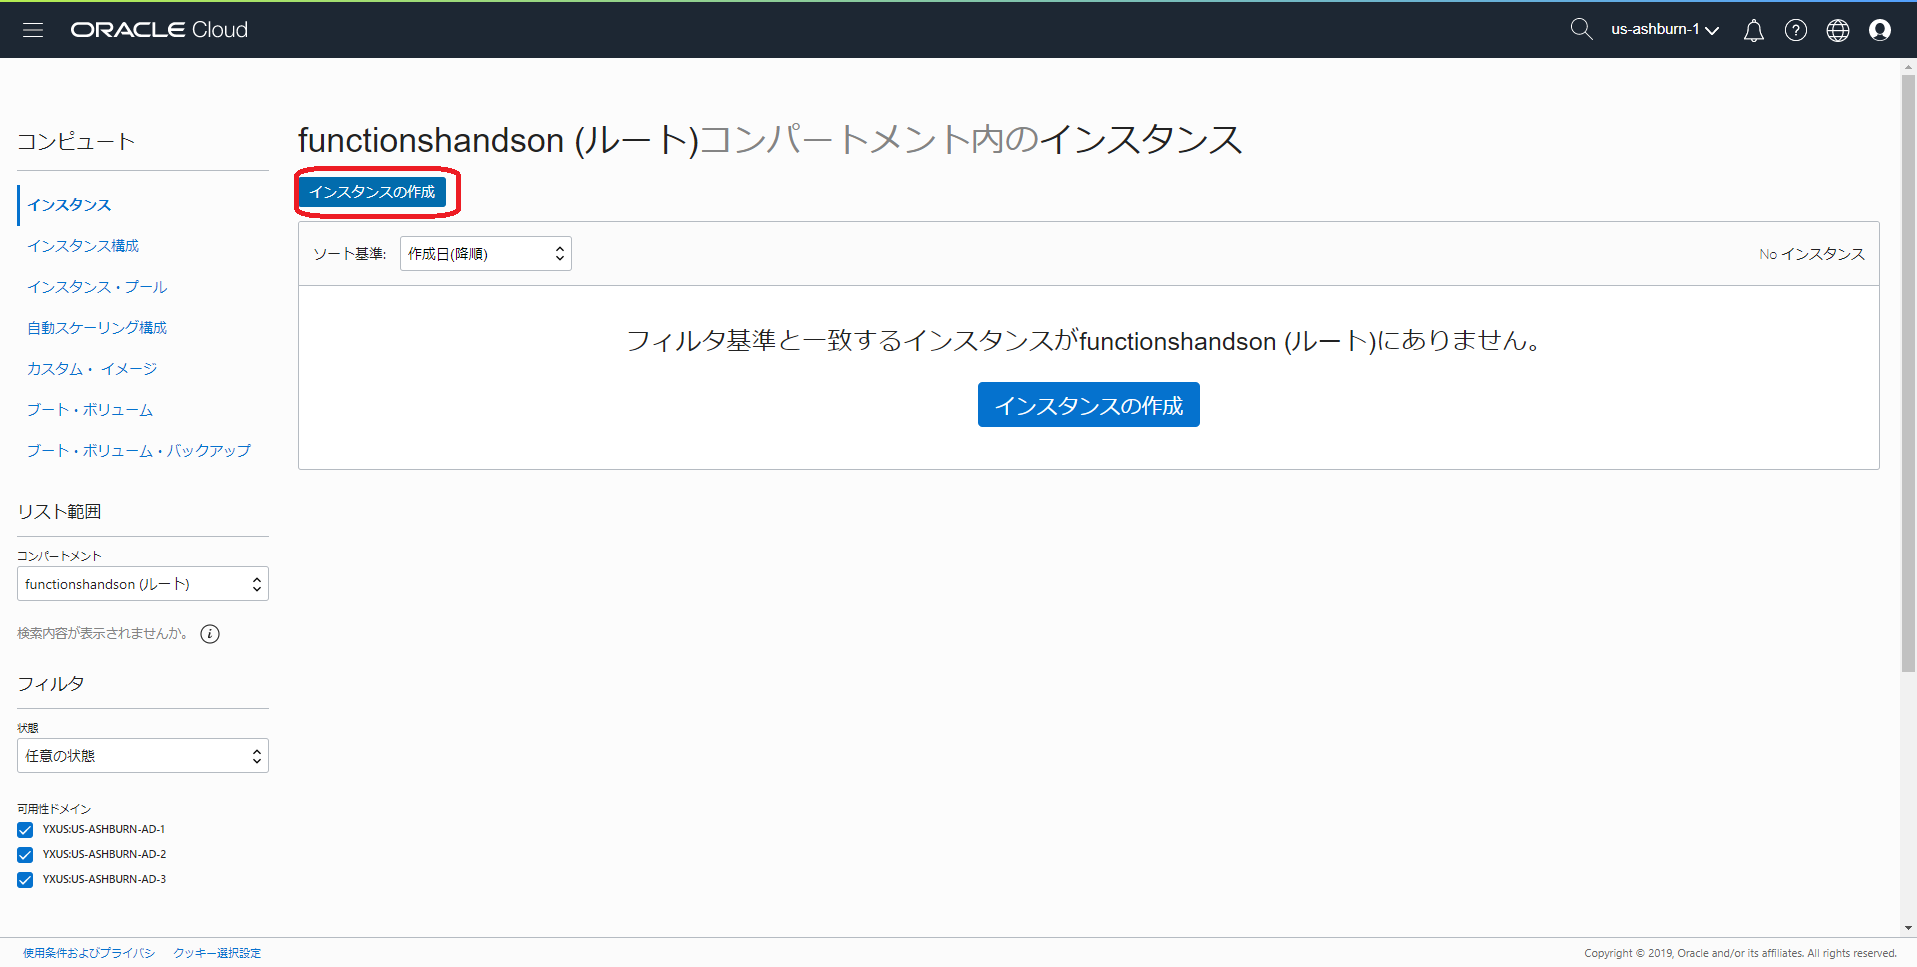 ORACLE Cloud
us-ashburn-1
コンピュート
インスタンス
インスタンス構成
インスタンス・プール
自動スケーリング構成
カスタム・イメージ
ブート・ボリューム
ブート・ボリューム・バックアップ
リスト範囲
コンパートメント
functionshandson (ルート)
検索内容が表示されませんか。
フィルタ
状態
任意の状態
可用性ドメイン
YXUS:US-ASHBURN-AD-1
YXUS:US-ASHBURN-AD-2
YXUS:US-ASHBURN-AD-3
functionshandson (ルート)コンパートメント内のインスタンス
インスタンスの作成
ソート基準: 作成日(降順)
No インスタンス
フィルタ基準と一致するインスタンスがfunctionshandson (ルート)にありません。
インスタンスの作成
使用条件およびプライバシ クッキー選択設定
Copyright © 2019, Oracle and/or its affiliates. All rights reserved.